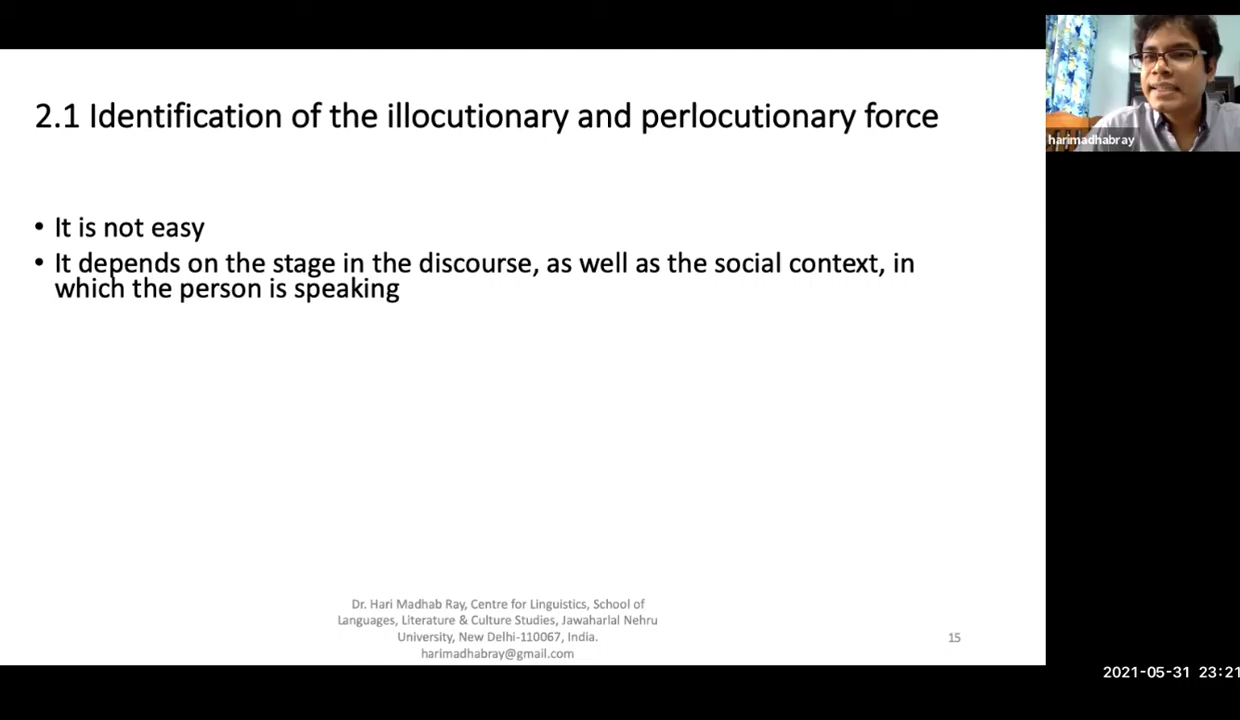 2.1 Identification of the illocutionary and perlocutionary force
harimadhabray
• It is not easy
• It depends on the stage in the discourse, as well as the social context, in
which the person is speaking
Dr. Hari Madhab Ray, Centre for Linguistics, School of
Languages, Literature & Culture Studies, Jawaharlal Nehru
University, New Delhi-110067, India.
harimadhabray@gmail.com
15
2021-05-31 23:21